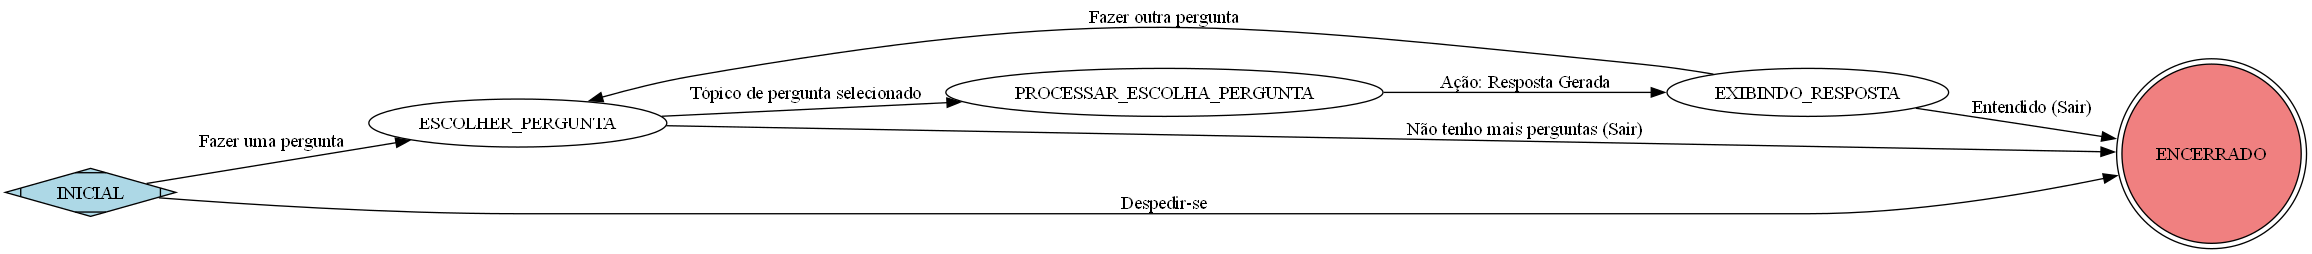 Fazer outra pergunta
Tópico de pergunta selecionado
PROCESSAR_ESCOLHA_PERGUNTA
Ação: Resposta Gerada
EXIBINDO_RESPOSTA
Entendido (Sair)
ESCOLHER_PERGUNTA
Não tenho mais perguntas (Sair)
Fazer uma pergunta
ENCERRADO
INICIAL
Despedir-se